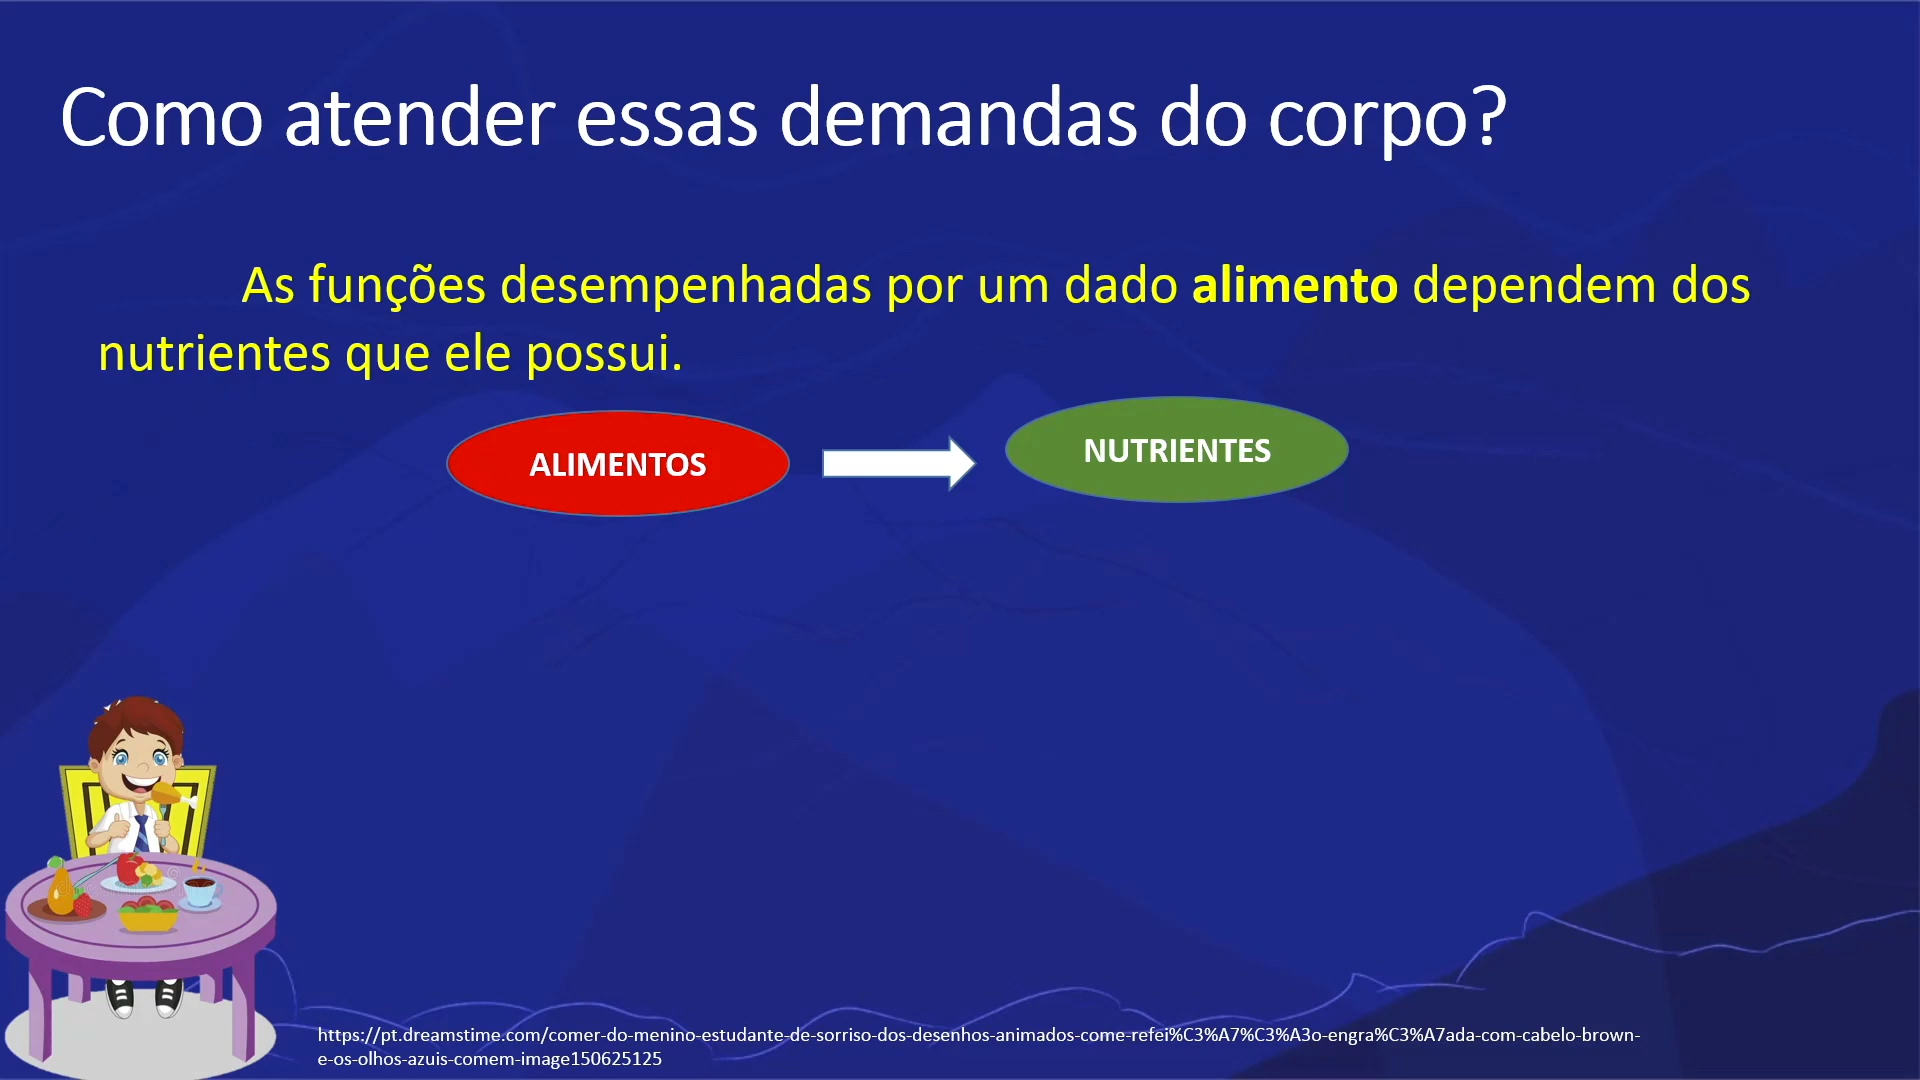 Como atender essas demandas do corpo?
As funções desempenhadas por um dado alimento dependem dos
nutrientes que ele possui.
ALIMENTOS
NUTRIENTES
https://pt.dreamstime.com/comer-do-menino-estudante-de-sorriso-dos-desenhos-animados-come-refei%C3%A7%C3%A3o-engra%C3%A7ada-com-cabelo-brown-
e-os-olhos-azuis-comem-image150625125